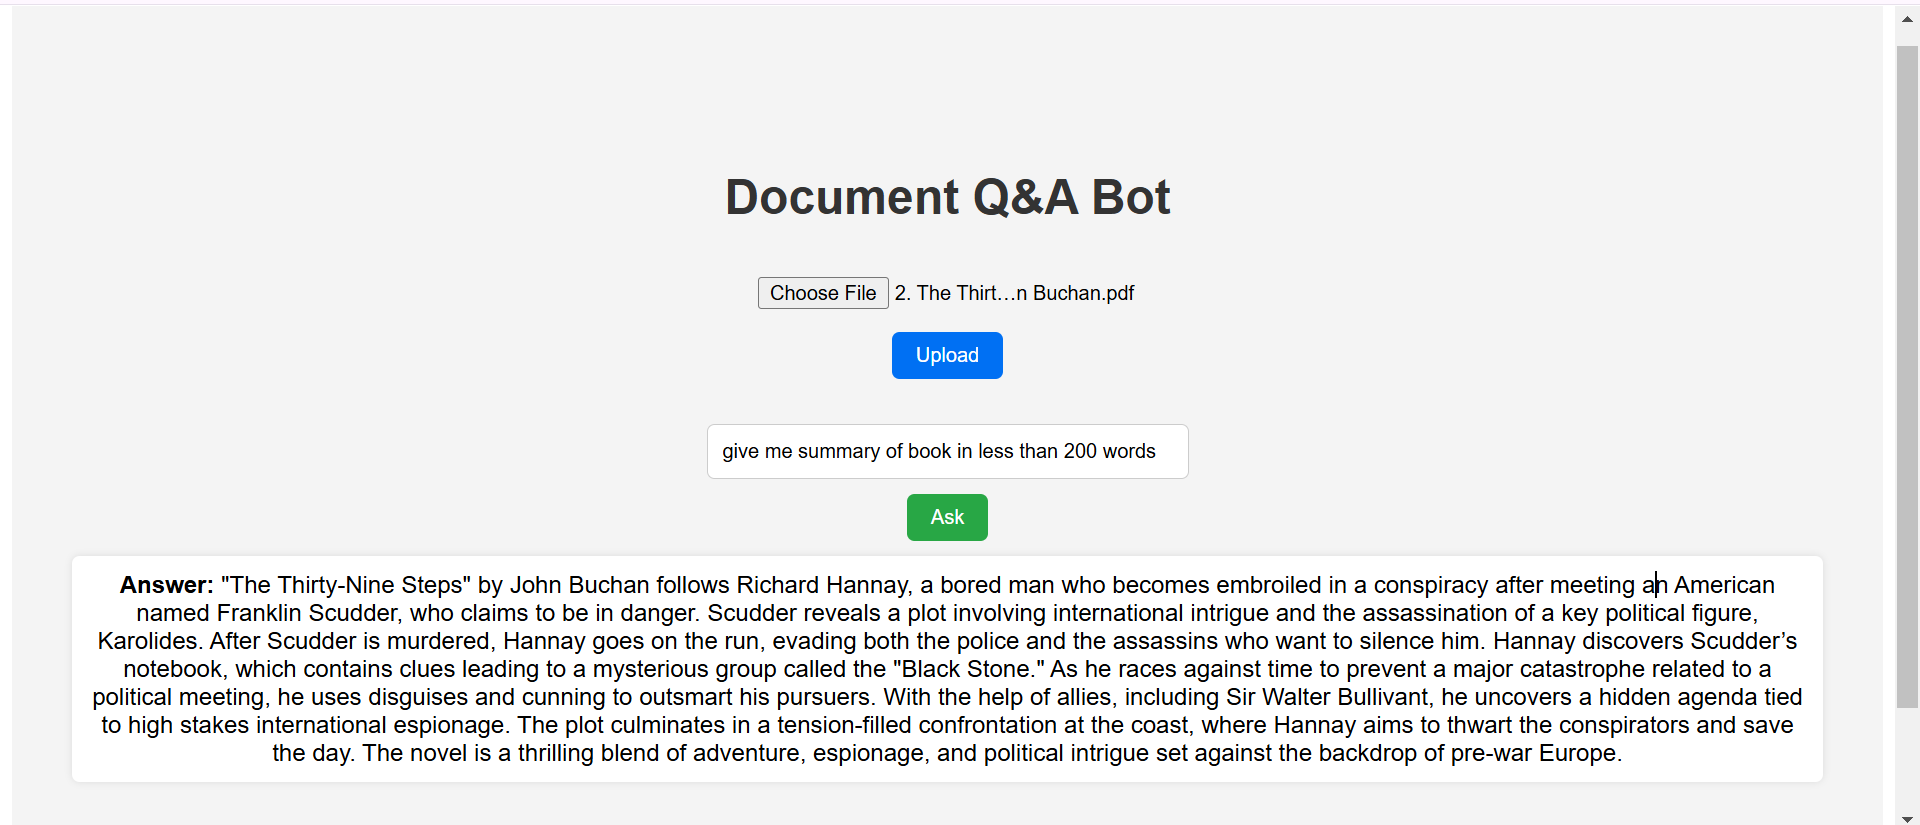 Document Q&A Bot
Choose File 2. The Thirt...n Buchan.pdf
Upload
give me summary of book in less than 200 words
Ask
Answer: "The Thirty-Nine Steps" by John Buchan follows Richard Hannay, a bored man who becomes embroiled in a conspiracy after meeting an American
named Franklin Scudder, who claims to be in danger. Scudder reveals a plot involving international intrigue and the assassination of a key political figure,
Karolides. After Scudder is murdered, Hannay goes on the run, evading both the police and the assassins who want to silence him. Hannay discovers Scudder’s
notebook, which contains clues leading to a mysterious group called the "Black Stone." As he races against time to prevent a major catastrophe related to a
political meeting, he uses disguises and cunning to outsmart his pursuers. With the help of allies, including Sir Walter Bullivant, he uncovers a hidden agenda tied
to high stakes international espionage. The plot culminates in a tension-filled confrontation at the coast, where Hannay aims to thwart the conspirators and save
the day. The novel is a thrilling blend of adventure, espionage, and political intrigue set against the backdrop of pre-war Europe.